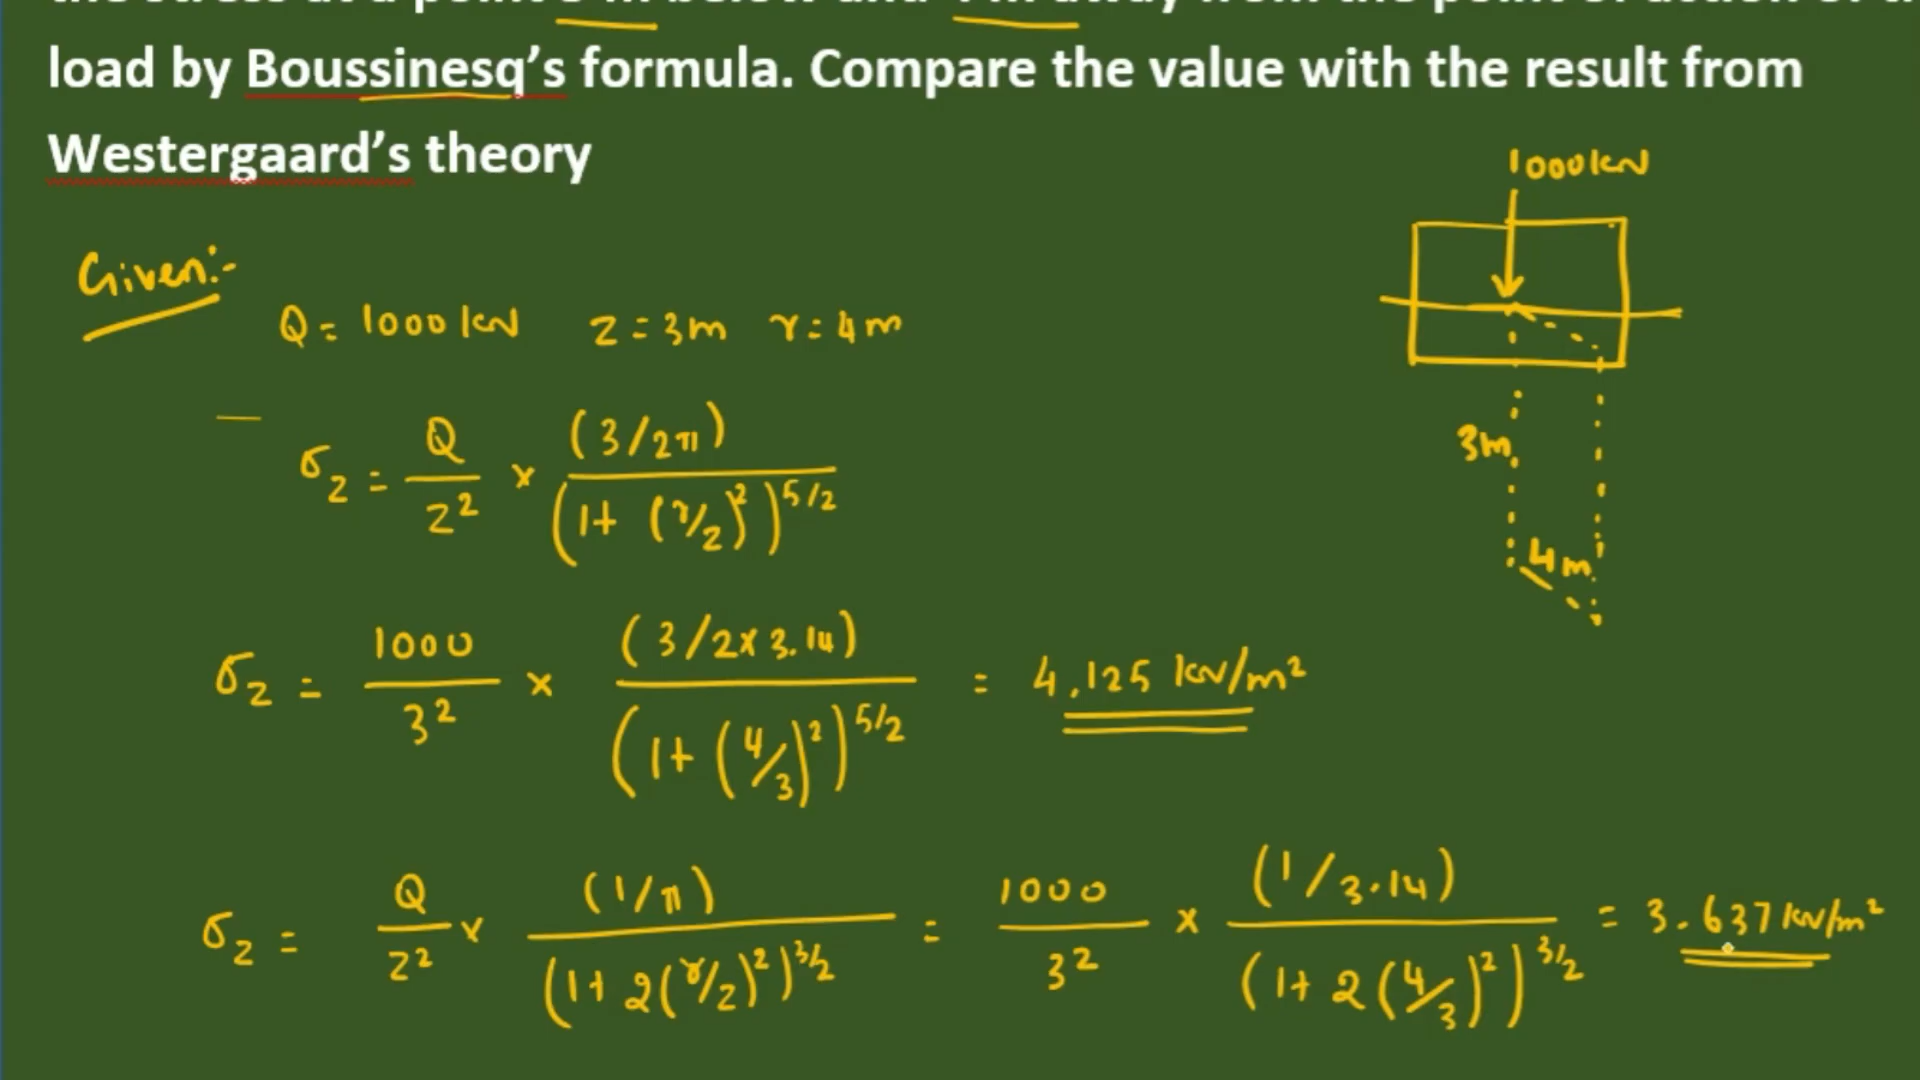 load by Boussinesq's formula. Compare the value with the result from
Westergaard's theory
1000 kN
Given:-
Q = 1000 kN z = 3m r = 4m
σz = Q/z² × (3/2π)/(1+(r/z)²)^5/2
3m
4m
σz = 1000/3² × (3/2×3.14)/(1+(4/3)²)^5/2 = 4.125 kN/m²
σz = Q/z² × (1/π)/(1+2(r/z)²)^3/2 = 1000/3² × (1/3.14)/(1+2(4/3)²)^3/2 = 3.637 kN/m²